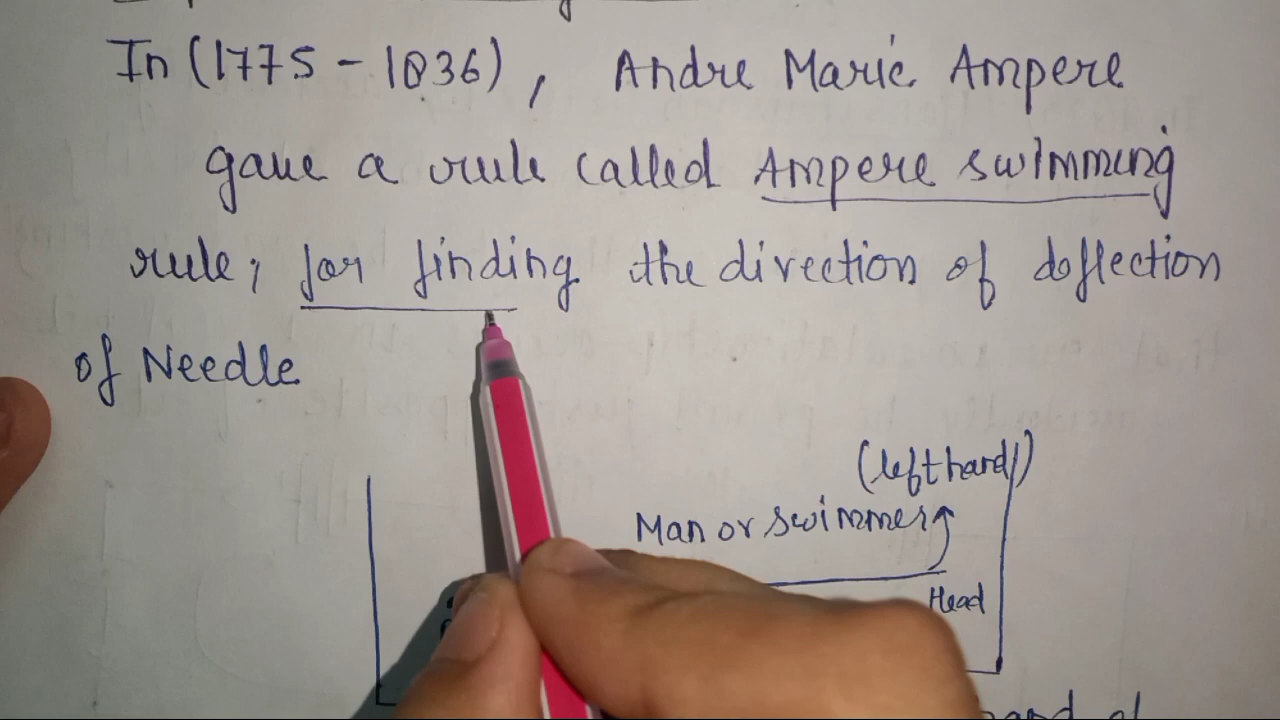 In (1775 - 1836), Andre Marie Ampere
gave a rule called Ampere swimming
rule; for finding the direction of deflection
of Needle
(left hand)
Man or swimmer
Head